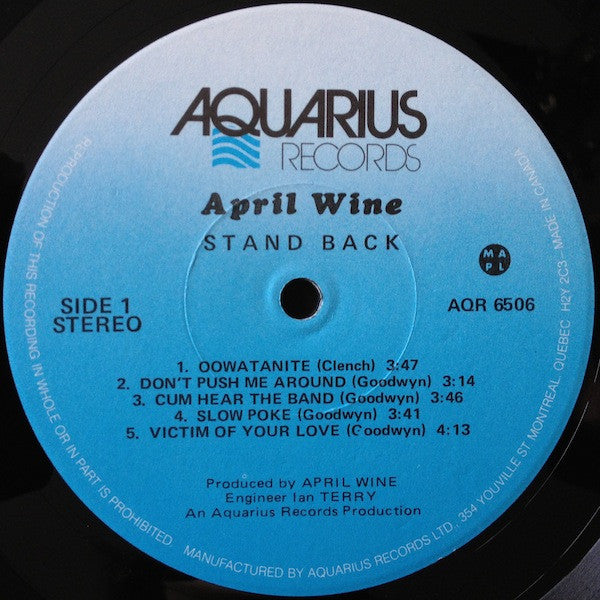 AQUARIUS
RECORDS
April Wine
STAND BACK
M A
P L
SIDE 1
STEREO
AQR 6506
1. OOWATANITE (Clench) 3:47
2. DON'T PUSH ME AROUND (Goodwyn) 3:14
3. CUM HEAR THE BAND (Goodwyn) 3:46
4. SLOW POKE (Goodwyn) 3:41
5. VICTIM OF YOUR LOVE (Goodwyn) 4:13
Produced by APRIL WINE
Engineer Ian TERRY
An Aquarius Records Production
REPRODUCTION OF THIS RECORDING IN WHOLE OR IN PART IS PROHIBITED
MANUFACTURED BY AQUARIUS RECORDS LTD., 354 YOUVILLE ST MONTREAL QUEBEC H2Y 2C3 - MADE IN CANADA